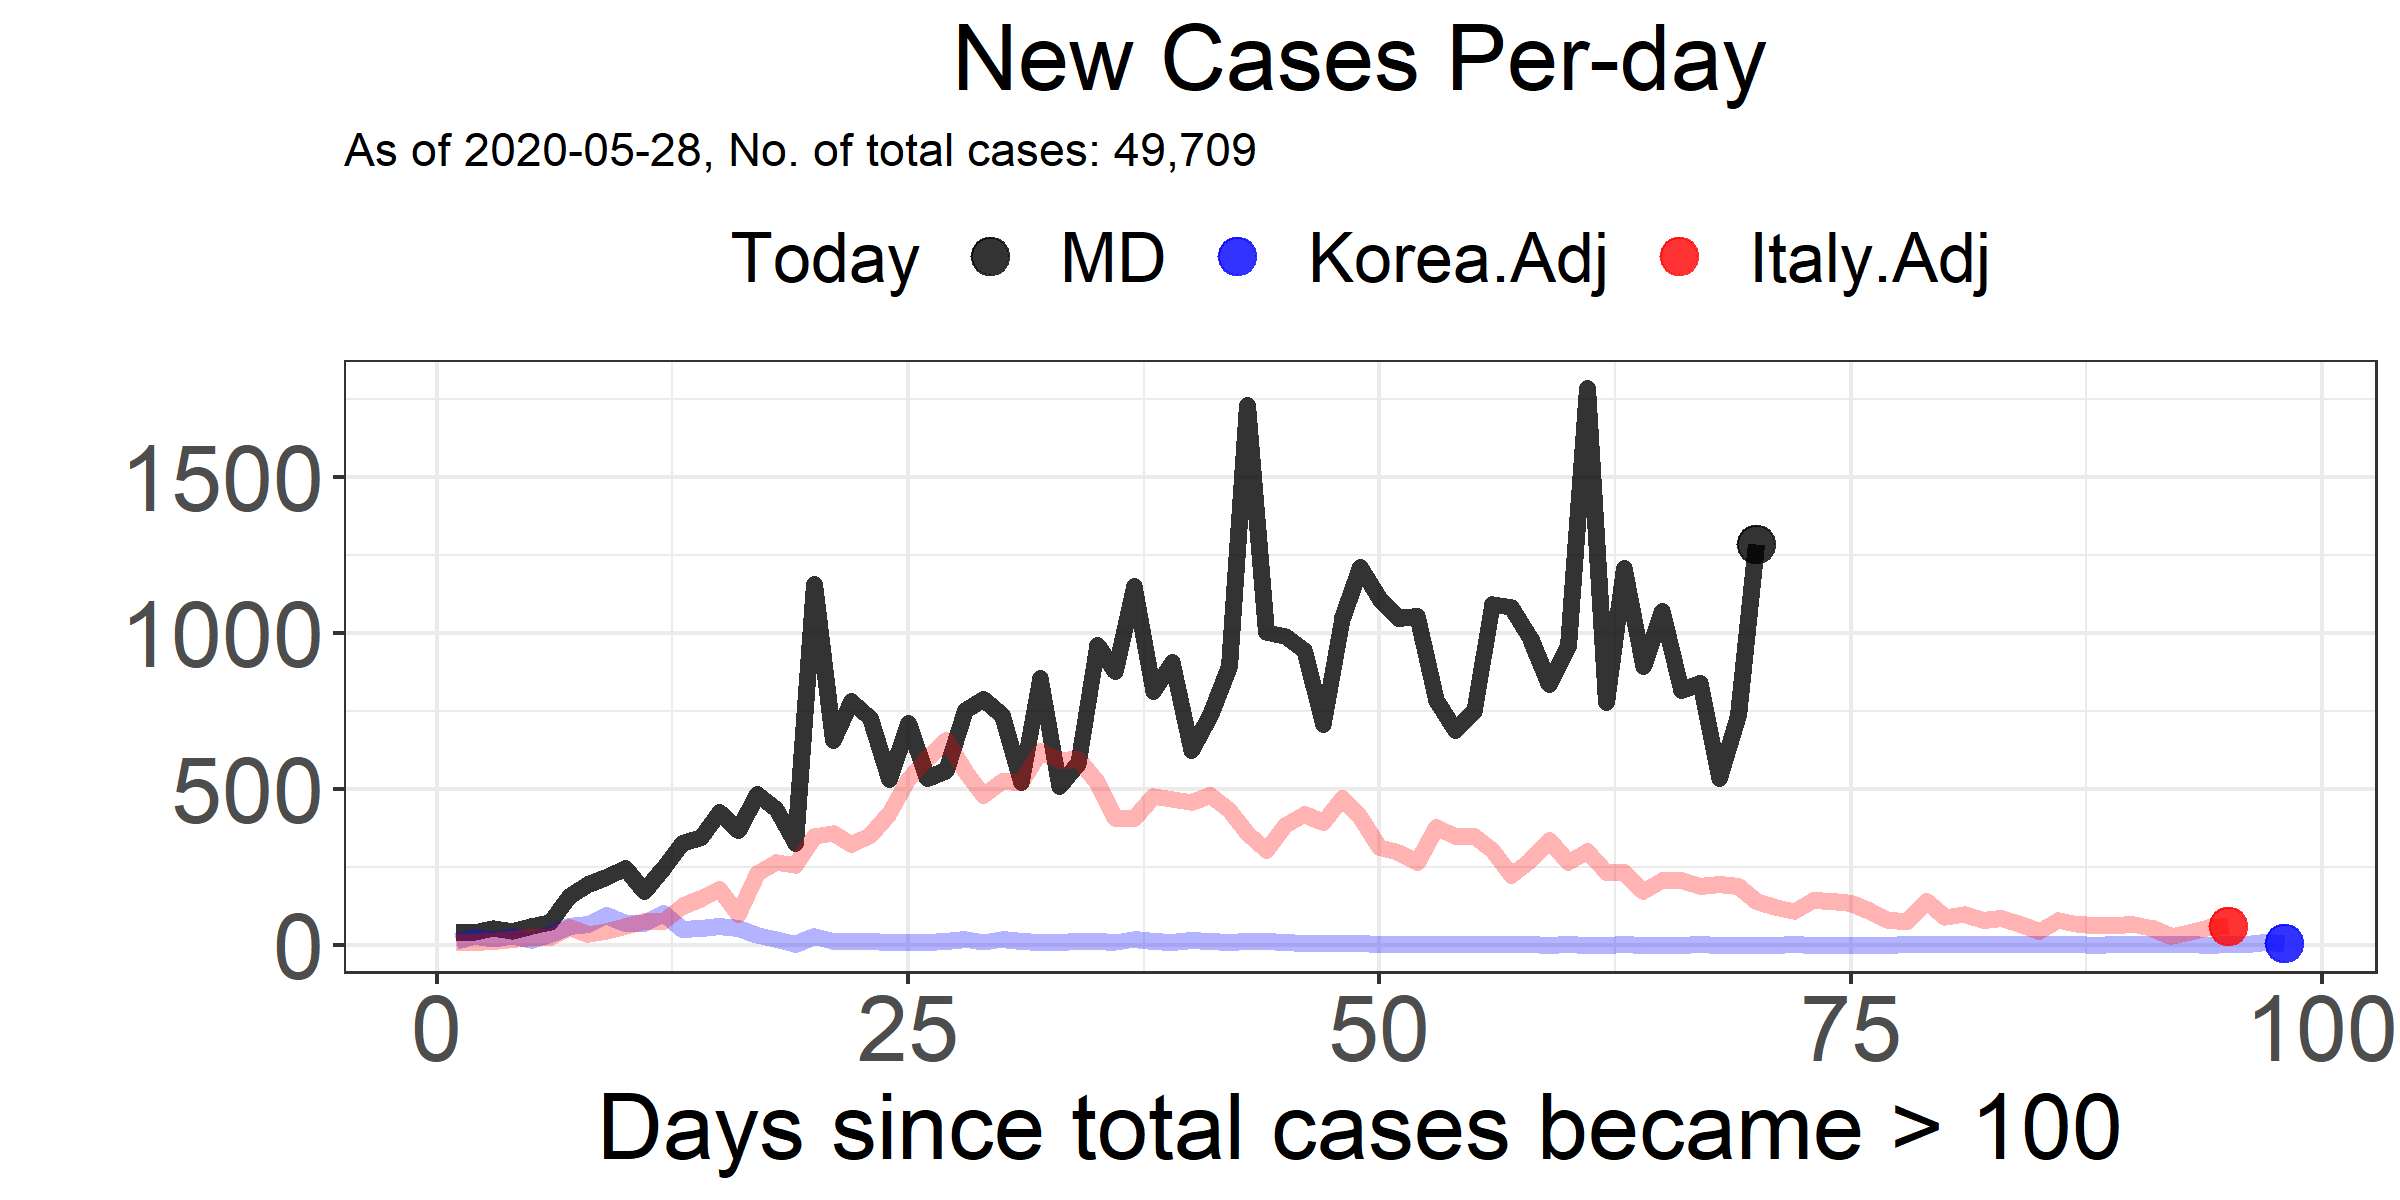 New Cases Per-day
As of 2020-05-28, No. of total cases: 49,709
Today MD Korea.Adj Italy.Adj
1500
1000
500
0
0 25 50 75 100
Days since total cases became > 100